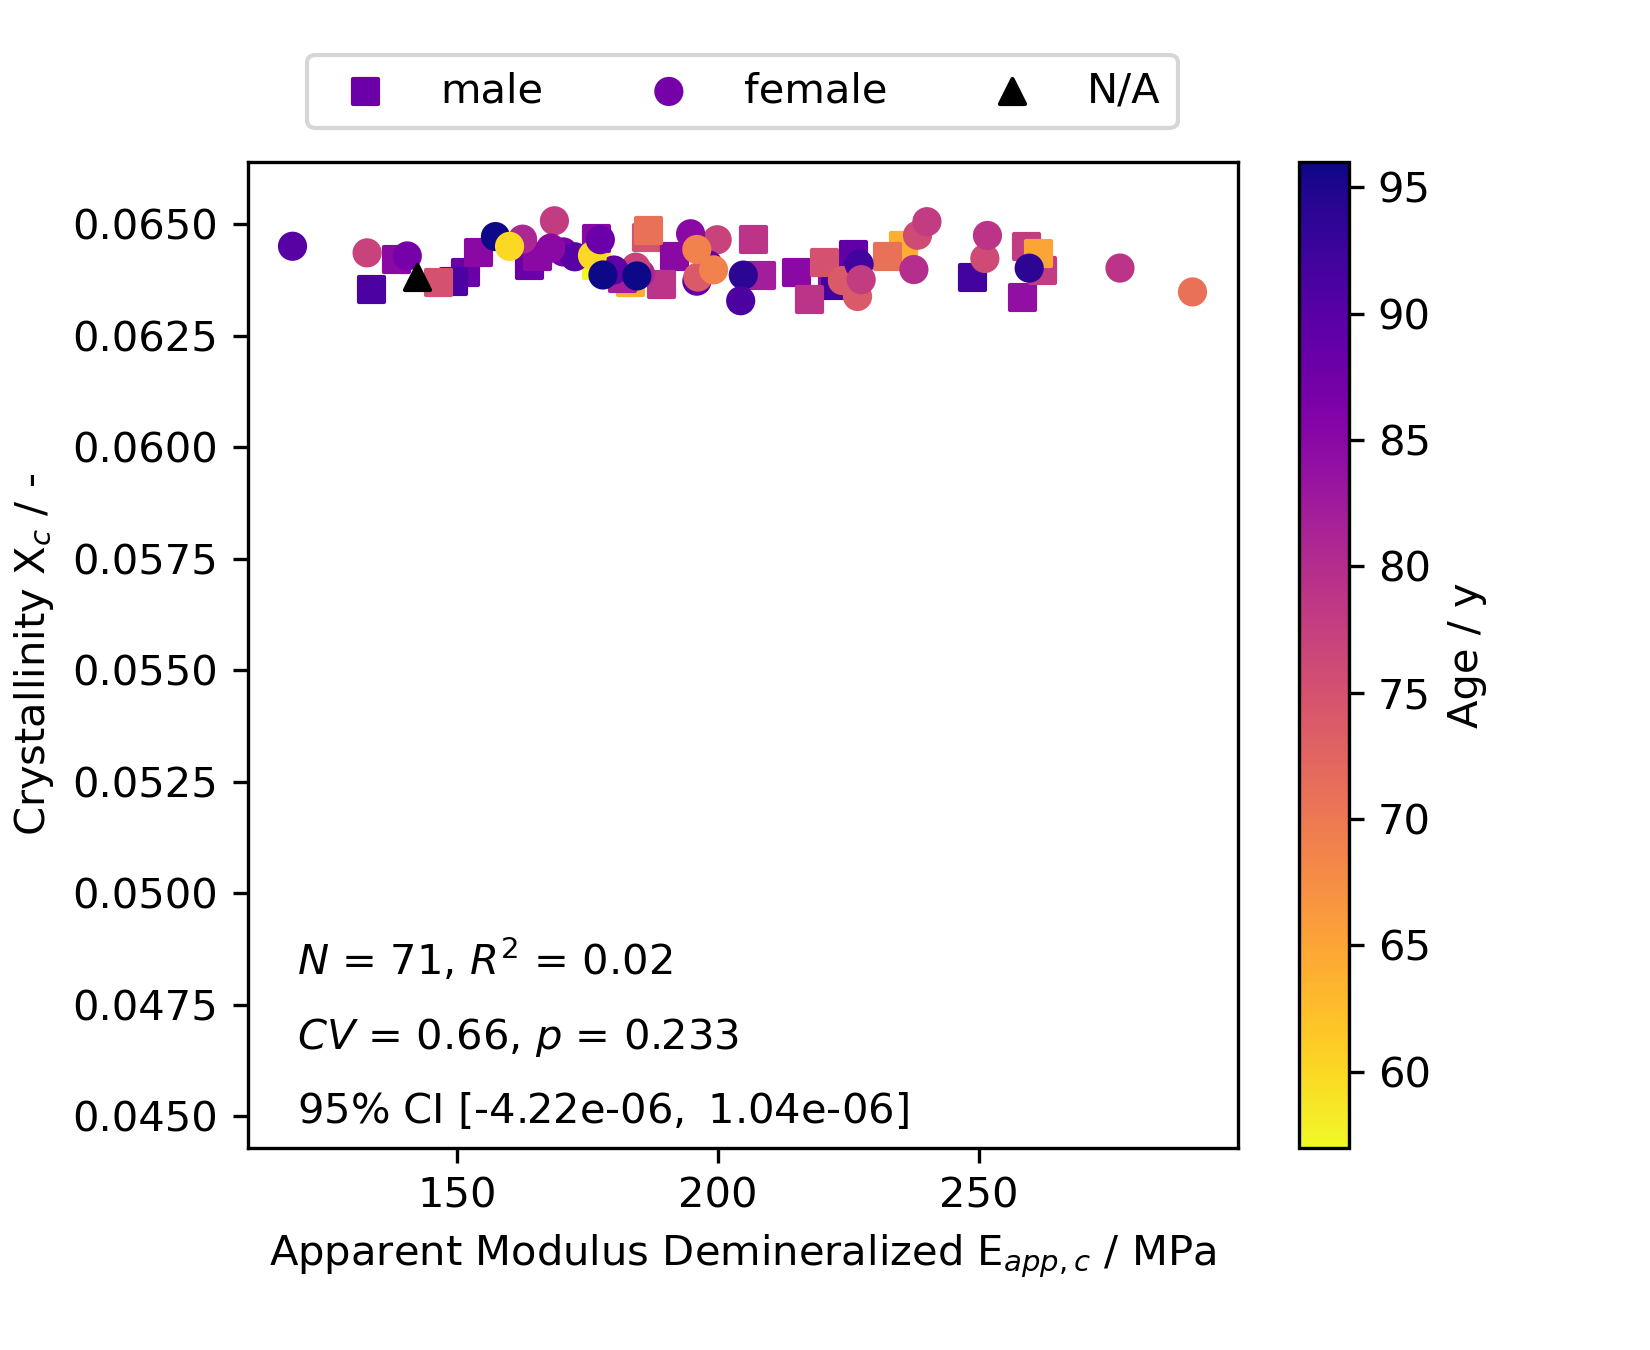 male female N/A
0.0650
0.0625
0.0600
0.0575
0.0550
0.0525
0.0500
0.0475
0.0450
Crystallinity X_c / -
N = 71, R² = 0.02
CV = 0.66, p = 0.233
95% CI [-4.22e-06, 1.04e-06]
150 200 250
Apparent Modulus Demineralized E_app,c / MPa
95
90
85
80
75
70
65
60
Age / y